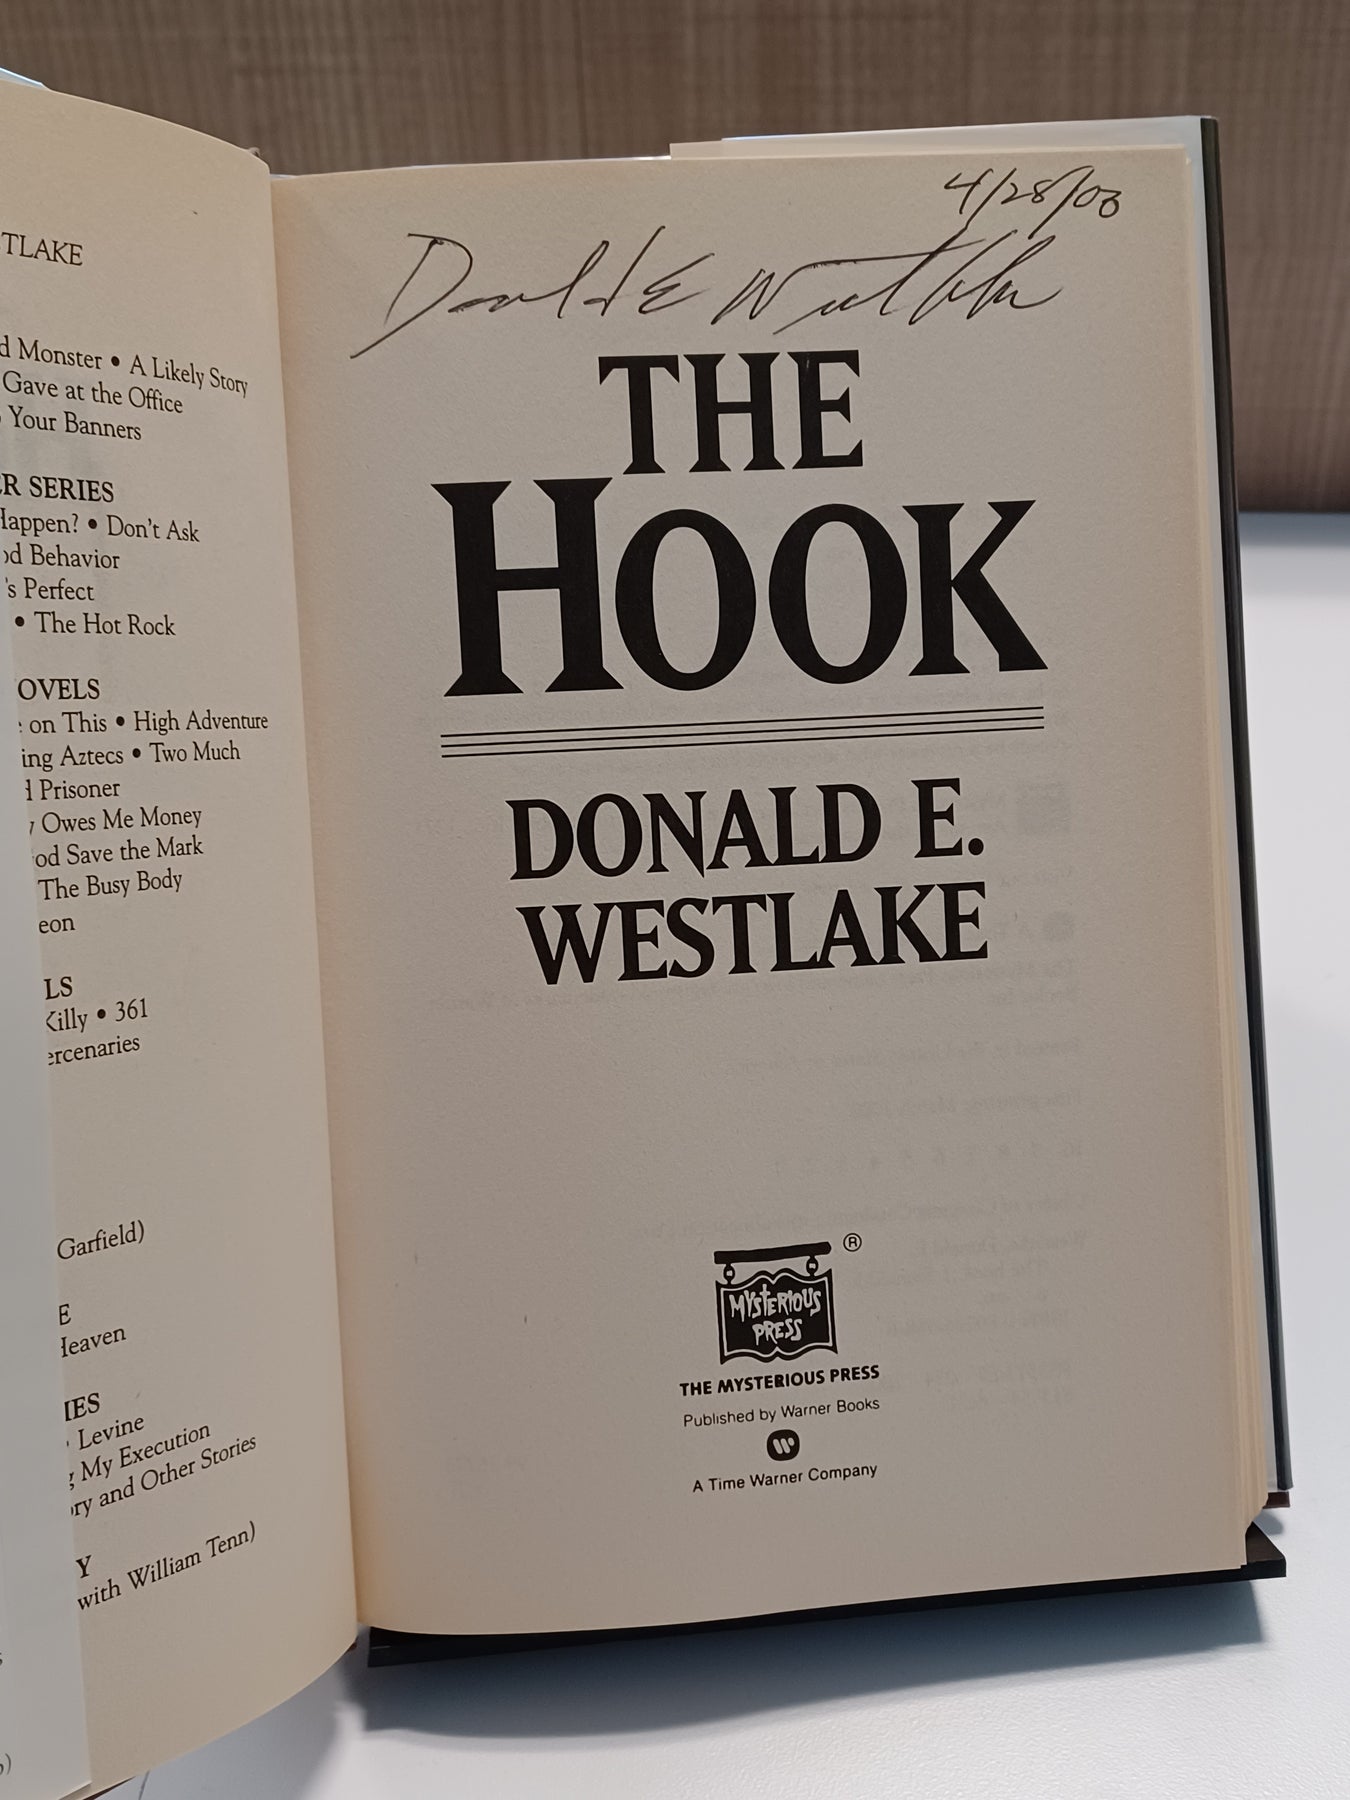 TLAKE
d Monster • A Likely Story
Gave at the Office
Your Banners
R SERIES
Happen? • Don't Ask
od Behavior
's Perfect
• The Hot Rock
OVELS
on This • High Adventure
ing Aztecs • Two Much
d Prisoner
y Owes Me Money
od Save the Mark
The Busy Body
eon
LS
Killy • 361
ercenaries
Garfield)
E
Heaven
IES
Levine
g My Execution
ry and Other Stories
Y
with William Tenn)
4/28/00
Donald E Westlake
THE
HOOK
DONALD E.
WESTLAKE
MYSTERIOUS
PRESS
®
THE MYSTERIOUS PRESS
Published by Warner Books
W
A Time Warner Company